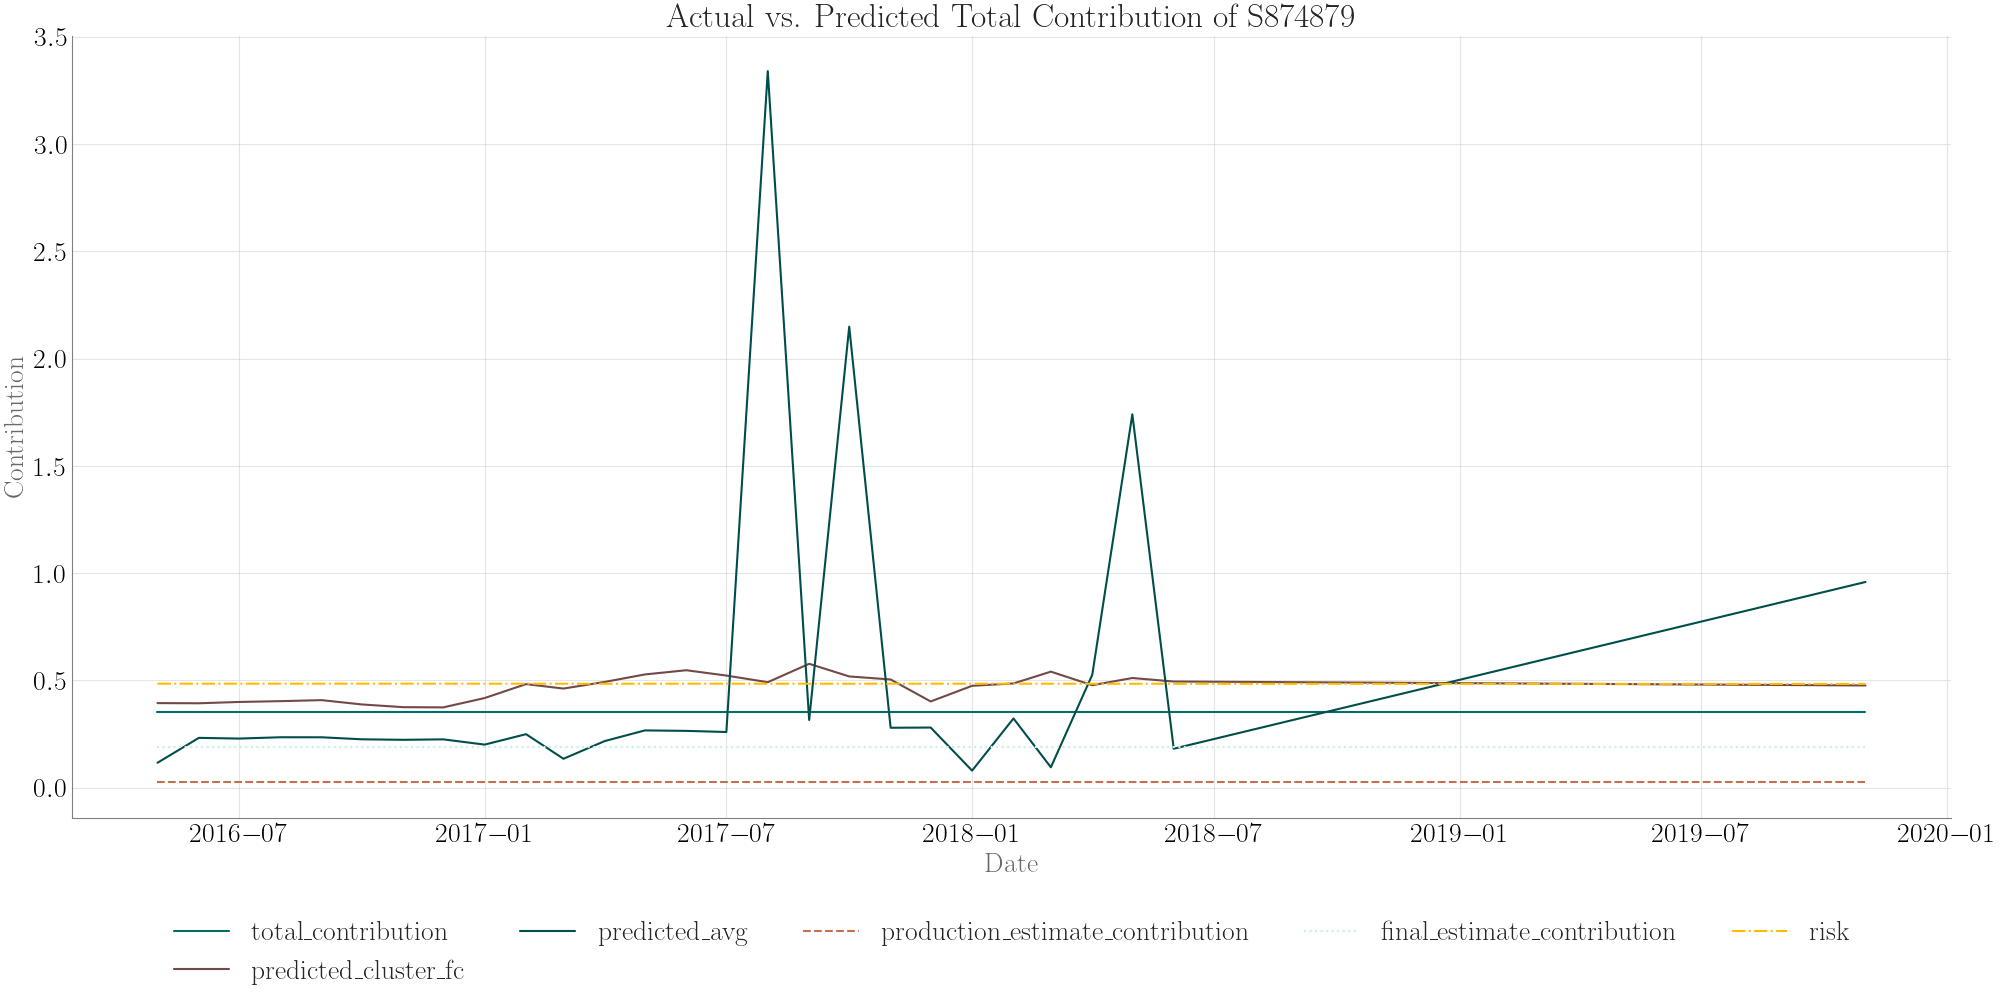 Actual vs. Predicted Total Contribution of S874879
3.5
3.0
2.5
2.0
1.5
1.0
0.5
0.0
Contribution
2016−07 2017−01 2017−07 2018−01 2018−07 2019−01 2019−07 2020−01
Date
total_contribution predicted_avg production_estimate_contribution final_estimate_contribution risk
predicted_cluster_fc